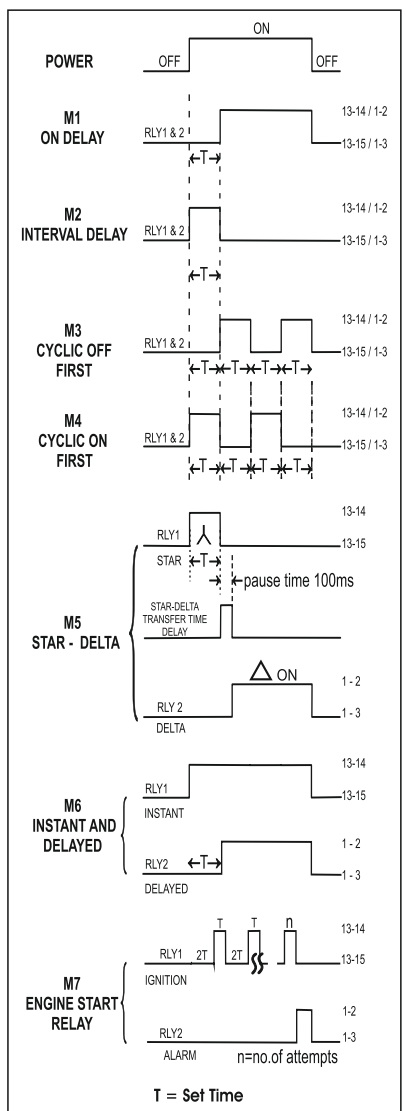 ON
POWER OFF OFF
M1
ON DELAY
RLY1 & 2
T
13-14 / 1-2
13-15 / 1-3
M2
INTERVAL DELAY
RLY1 & 2
T
13-14 / 1-2
13-15 / 1-3
M3
CYCLIC OFF
FIRST
RLY1 & 2
T T T T
13-14 / 1-2
13-15 / 1-3
M4
CYCLIC ON
FIRST
RLY1 & 2
T T T T
13-14 / 1-2
13-15 / 1-3
M5
STAR - DELTA
RLY1
STAR
T
13-14
13-15
pause time 100ms
STAR-DELTA
TRANSFER TIME
DELAY
ON
RLY 2
DELTA
1 - 2
1 - 3
M6
INSTANT AND
DELAYED
RLY1
INSTANT
13-14
13-15
RLY2
DELAYED
T
1 - 2
1 - 3
M7
ENGINE START
RELAY
RLY1
IGNITION
2T T 2T T n
13-14
13-15
RLY2
ALARM
1-2
1-3
n=no.of attempts
T = Set Time